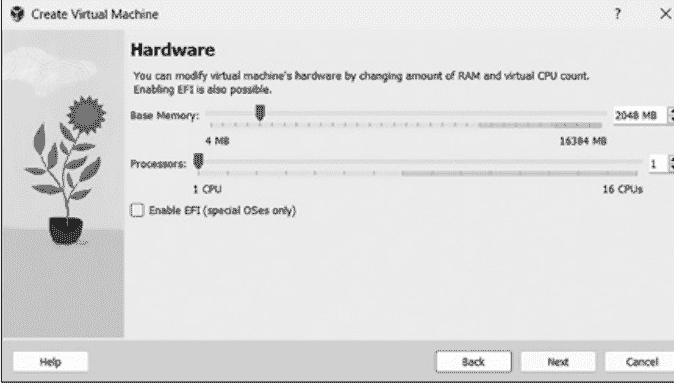 Create Virtual Machine
?
Hardware
You can modify virtual machine's hardware by changing amount of RAM and virtual CPU count.
Enabling EFI is also possible.
Base Memory: 2048 MB
4 MB 16384 MB
Processors: 1
1 CPU 16 CPUs
Enable EFI (special OSes only)
Help Back Next Cancel